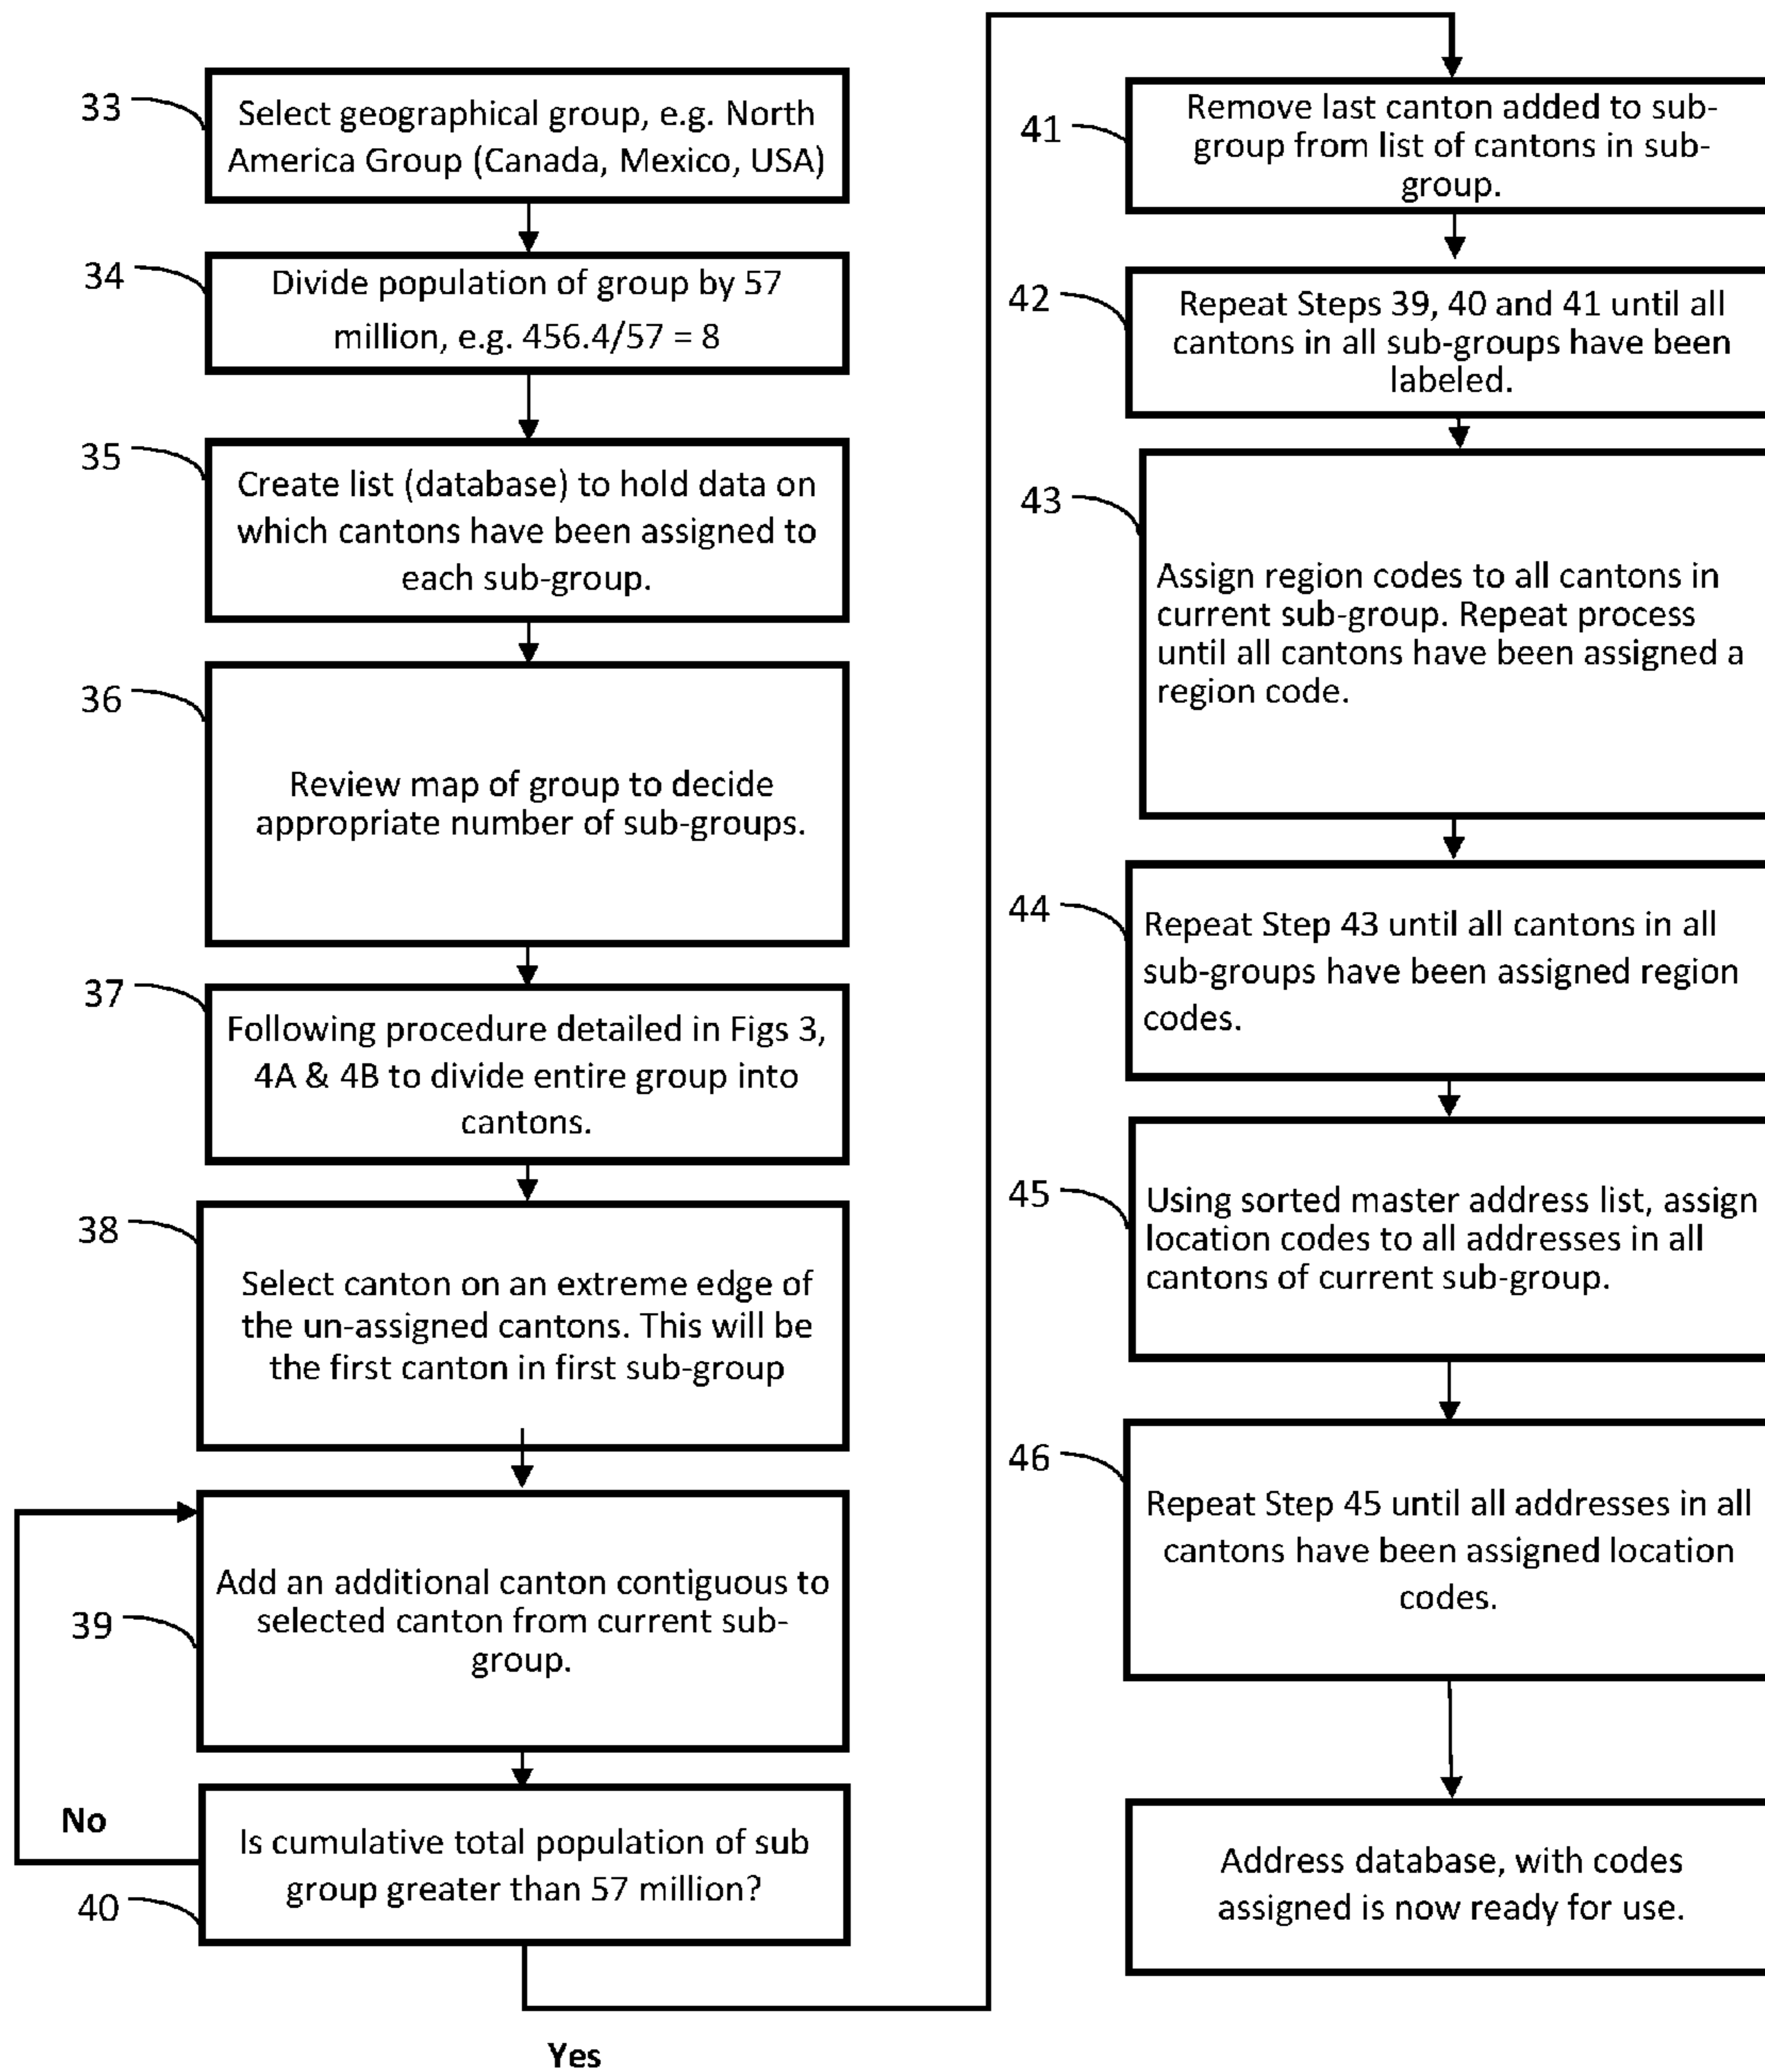 33
Select geographical group, e.g. North
America Group (Canada, Mexico, USA)
34
Divide population of group by 57
million, e.g. 456.4/57 = 8
35
Create list (database) to hold data on
which cantons have been assigned to
each sub-group.
36
Review map of group to decide
appropriate number of sub-groups.
37
Following procedure detailed in Figs 3,
4A & 4B to divide entire group into
cantons.
38
Select canton on an extreme edge of
the un-assigned cantons. This will be
the first canton in first sub-group
39
Add an additional canton contiguous to
selected canton from current sub-
group.
No
40
Is cumulative total population of sub
group greater than 57 million?
Yes
41
Remove last canton added to sub-
group from list of cantons in sub-
group.
42
Repeat Steps 39, 40 and 41 until all
cantons in all sub-groups have been
labeled.
43
Assign region codes to all cantons in
current sub-group. Repeat process
until all cantons have been assigned a
region code.
44
Repeat Step 43 until all cantons in all
sub-groups have been assigned region
codes.
45
Using sorted master address list, assign
location codes to all addresses in all
cantons of current sub-group.
46
Repeat Step 45 until all addresses in all
cantons have been assigned location
codes.
Address database, with codes
assigned is now ready for use.